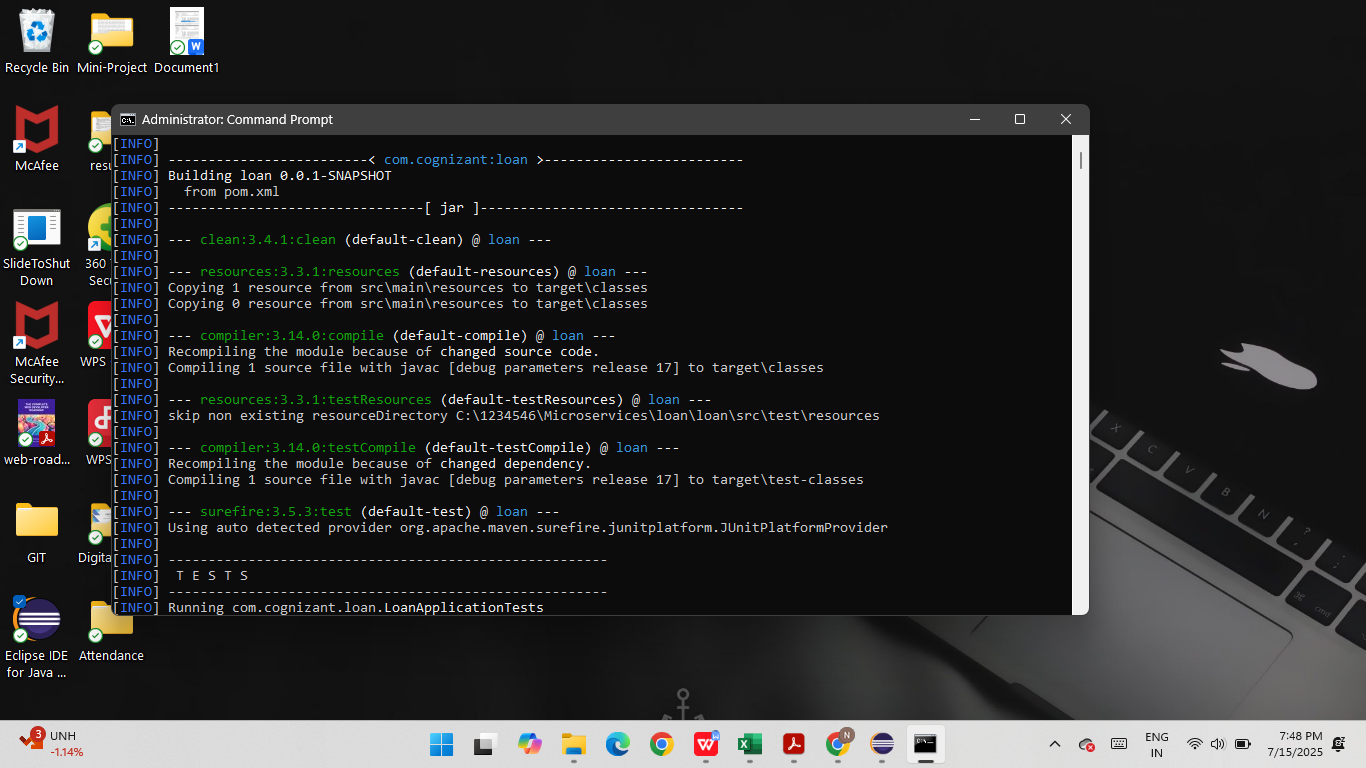 Recycle Bin
Mini-Project
Document1
McAfee
resu
SlideToShut
Down
360
Secu
McAfee
Security...
WPS
web-road...
WPS
GIT
Digita
Eclipse IDE
for Java ...
Attendance
Administrator: Command Prompt
[INFO]
[INFO] -------------------------< com.cognizant:loan >-------------------------
[INFO] Building loan 0.0.1-SNAPSHOT
[INFO]   from pom.xml
[INFO] --------------------------------[ jar ]---------------------------------
[INFO]
[INFO] --- clean:3.4.1:clean (default-clean) @ loan ---
[INFO]
[INFO] --- resources:3.3.1:resources (default-resources) @ loan ---
[INFO] Copying 1 resource from src\main\resources to target\classes
[INFO] Copying 0 resource from src\main\resources to target\classes
[INFO]
[INFO] --- compiler:3.14.0:compile (default-compile) @ loan ---
[INFO] Recompiling the module because of changed source code.
[INFO] Compiling 1 source file with javac [debug parameters release 17] to target\classes
[INFO]
[INFO] --- resources:3.3.1:testResources (default-testResources) @ loan ---
[INFO] skip non existing resourceDirectory C:\1234546\Microservices\loan\loan\src\test\resources
[INFO]
[INFO] --- compiler:3.14.0:testCompile (default-testCompile) @ loan ---
[INFO] Recompiling the module because of changed dependency.
[INFO] Compiling 1 source file with javac [debug parameters release 17] to target\test-classes
[INFO]
[INFO] --- surefire:3.5.3:test (default-test) @ loan ---
[INFO] Using auto detected provider org.apache.maven.surefire.junitplatform.JUnitPlatformProvider
[INFO]
[INFO] -------------------------------------------------------
[INFO]  T E S T S
[INFO] -------------------------------------------------------
[INFO] Running com.cognizant.loan.LoanApplicationTests
X
C
V
B
N
cmd
3
UNH
-1.14%
N
ENG
IN
7:48 PM
7/15/2025